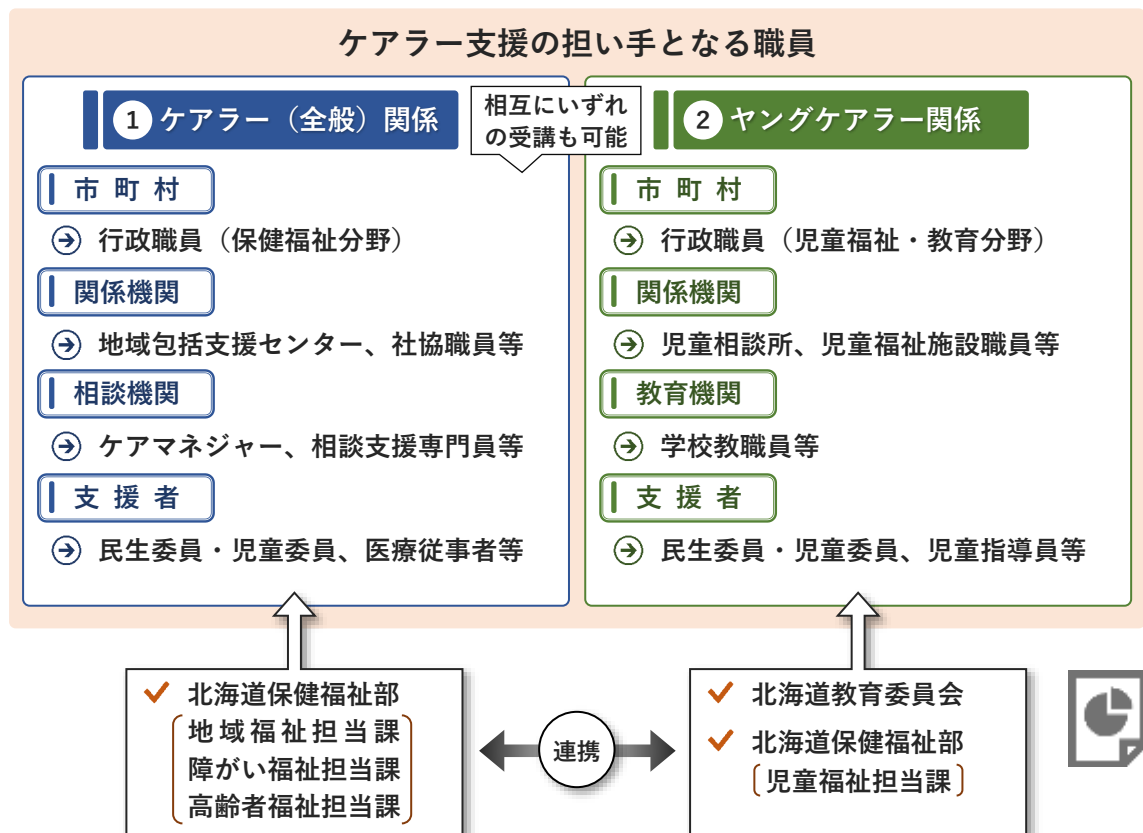 ケアラー支援の担い手となる職員
1 ケアラー（全般）関係
相互にいずれ
の受講も可能
市町村
行政職員（保健福祉分野）
関係機関
地域包括支援センター、社協職員等
相談機関
ケアマネジャー、相談支援専門員等
支援者
民生委員・児童委員、医療従事者等
2 ヤングケアラー関係
市町村
行政職員（児童福祉・教育分野）
関係機関
児童相談所、児童福祉施設職員等
教育機関
学校教職員等
支援者
民生委員・児童委員、児童指導員等
北海道保健福祉部
地域福祉担当課
障がい福祉担当課
高齢者福祉担当課
連携
北海道教育委員会
北海道保健福祉部
児童福祉担当課